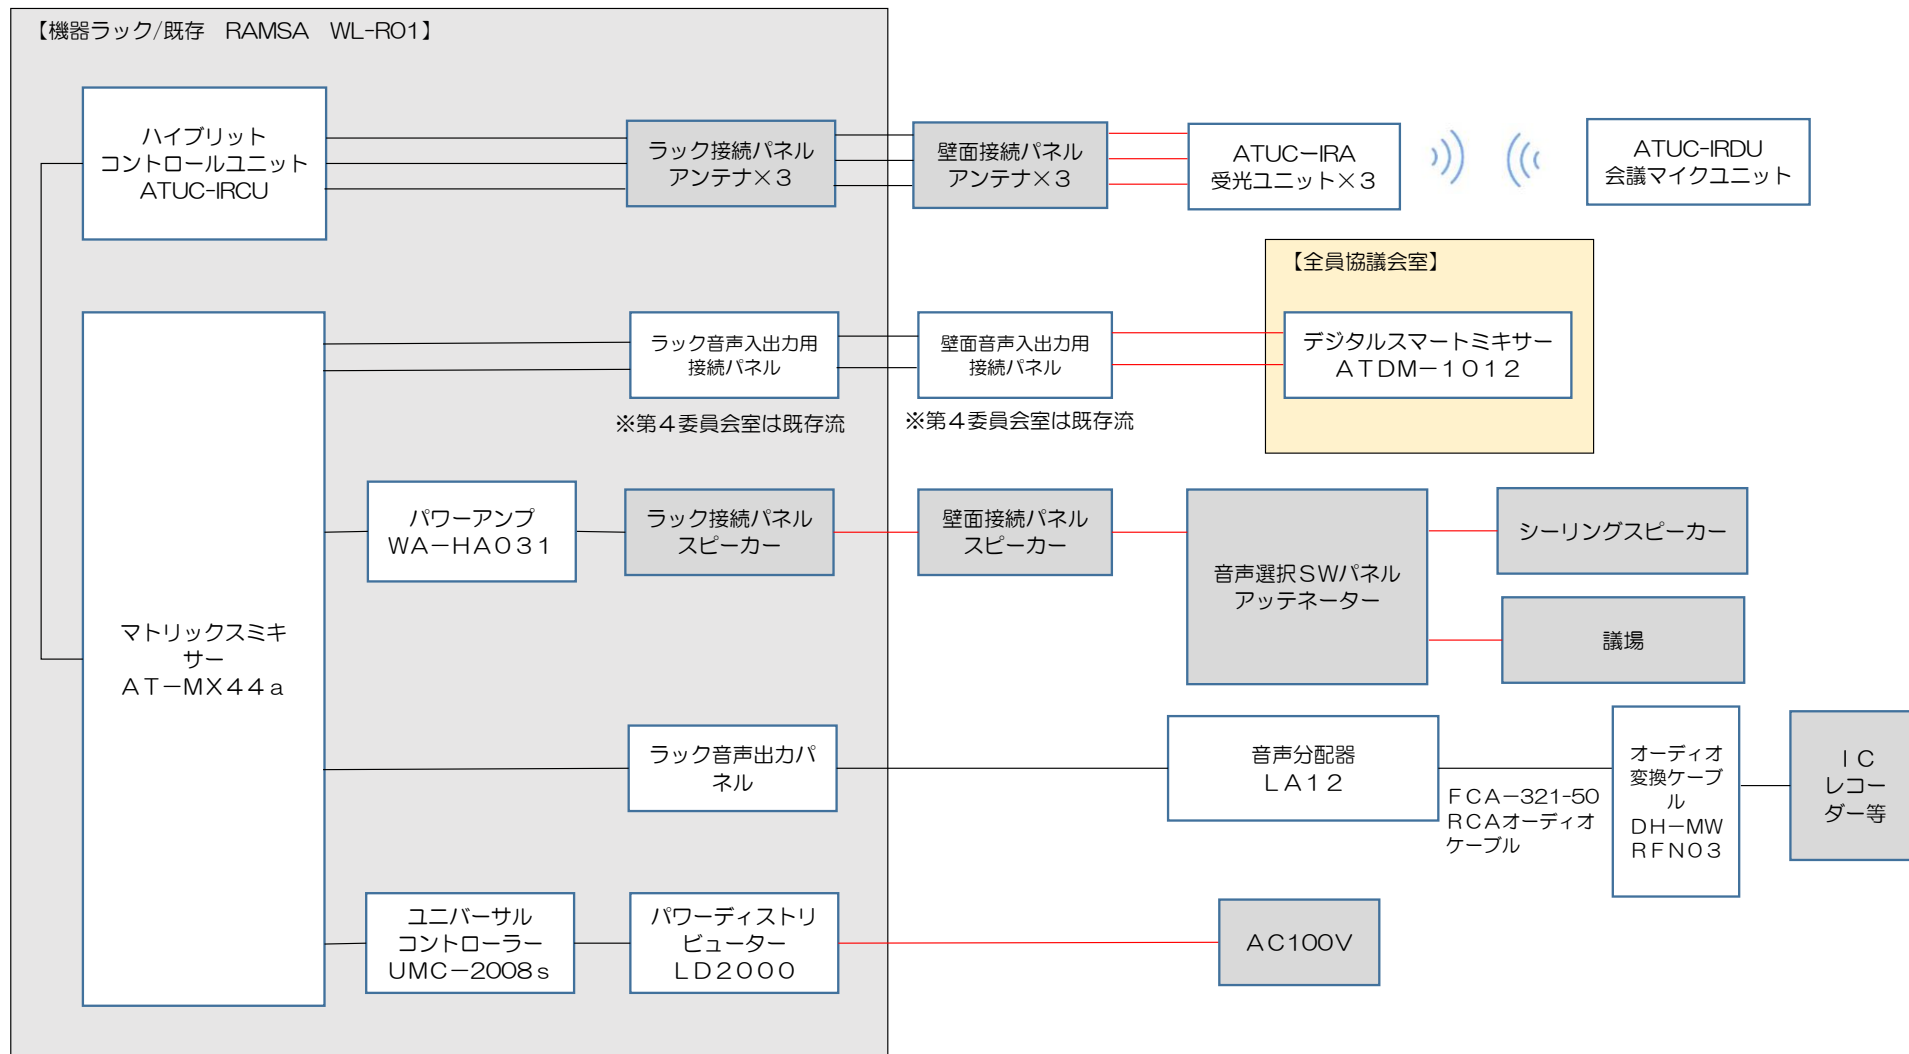 【機器ラック/既存　RAMSA　WL-R01】
ハイブリット
コントロールユニット
ATUC-IRCU
ラック接続パネル
アンテナ×３
壁面接続パネル
アンテナ×３
ATUC－IRA
受光ユニット×３
ATUC-IRDU
会議マイクユニット
【全員協議会室】
マトリックスミキ
サー
ＡＴ－ＭＸ４４ａ
ラック音声入出力用
接続パネル
※第４委員会室は既存流
壁面音声入出力用
接続パネル
※第４委員会室は既存流
デジタルスマートミキサー
ＡＴＤＭ－１０１２
パワーアンプ
ＷＡ－ＨＡ０３１
ラック接続パネル
スピーカー
壁面接続パネル
スピーカー
音声選択ＳＷパネル
アッテネーター
シーリングスピーカー
議場
ラック音声出力パ
ネル
音声分配器
ＬＡ１２
ＦＣＡ－321-50
ＲＣＡオーディオ
ケーブル
オーディオ
変換ケーブ
ル
ＤＨ－ＭＷ
ＲＦＮ０３
ＩＣ
レコー
ダー等
ユニバーサル
コントローラー
ＵＭＣ－2008ｓ
パワーディストリ
ビューター
ＬＤ２０００
ＡＣ100Ｖ